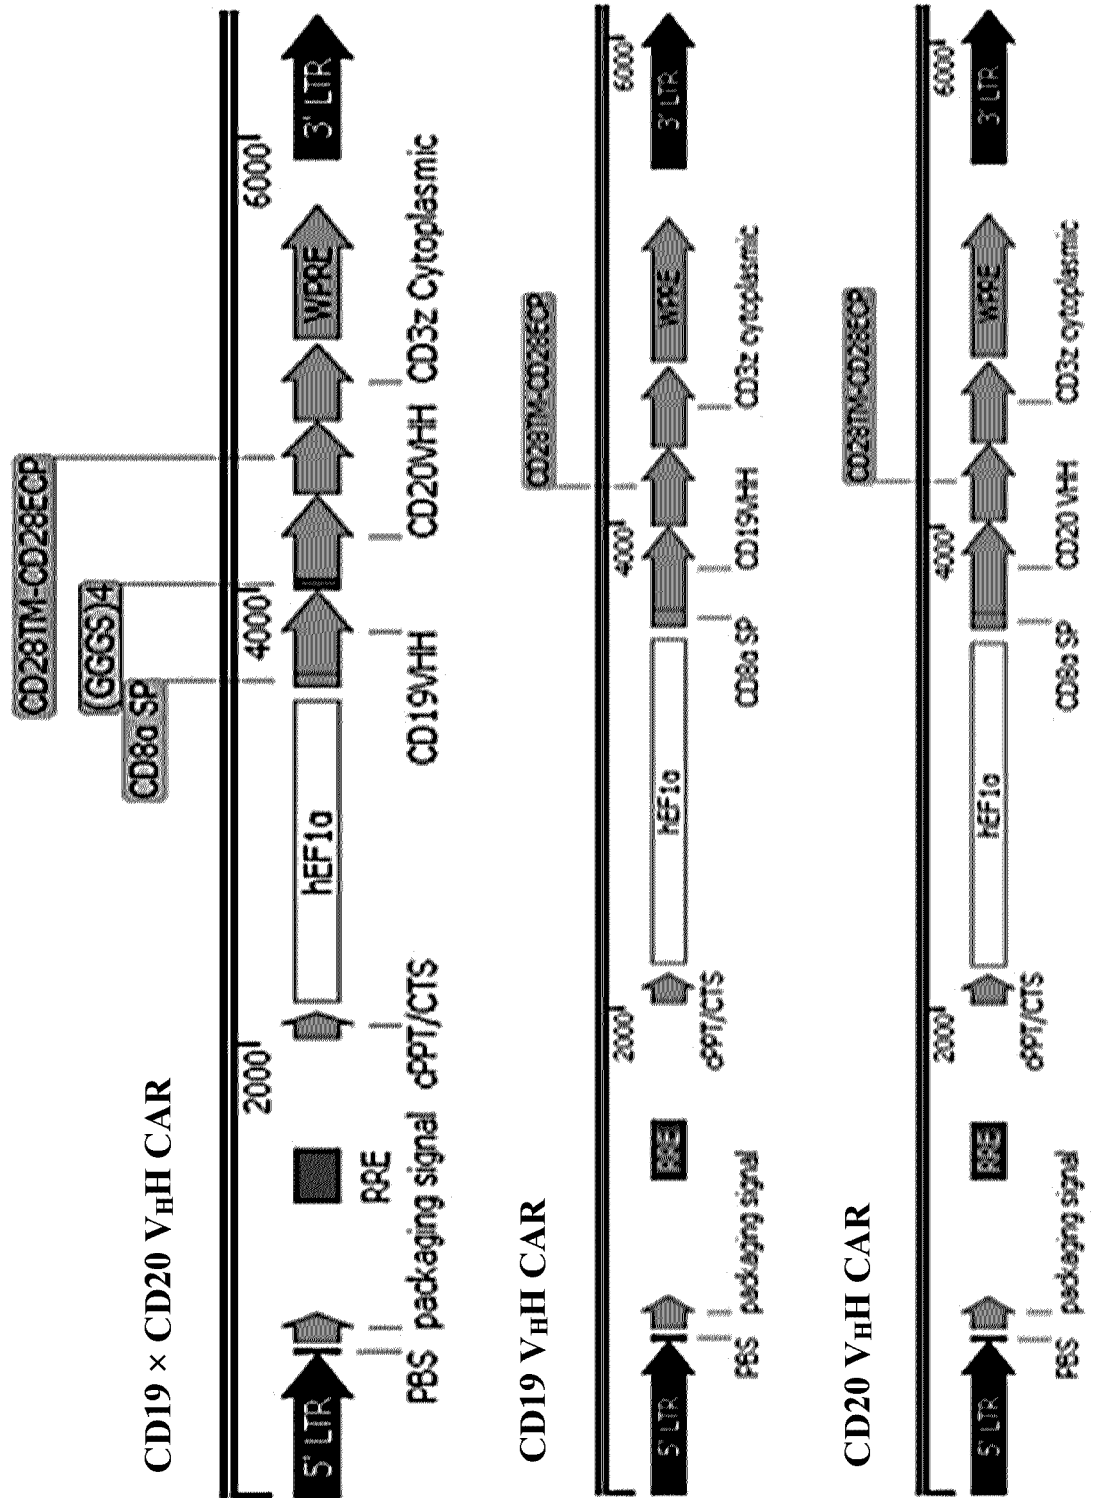 CD19 × CD20 VHH CAR
CD28TM-CD28ECP
(GGGS)4
CD8α SP
2000
4000
6000
5' LTR
hEF1α
WPRE
3' LTR
RRE
PBS
packaging signal
cPPT/CTS
CD19VHH
CD20VHH
CD3z Cytoplasmic
CD19 VHH CAR
CD28TM-CD28ECP
2000
4000
6000
5' LTR
RRE
hEF1α
WPRE
3' LTR
PBS
packaging signal
cPPT/CTS
CD8α SP
CD19VHH
CD3z cytoplasmic
CD20 VHH CAR
CD28TM-CD28ECP
2000
4000
6000
5' LTR
RRE
hEF1α
WPRE
3' LTR
PBS
packaging signal
cPPT/CTS
CD8α SP
CD20 VHH
CD3z cytoplasmic